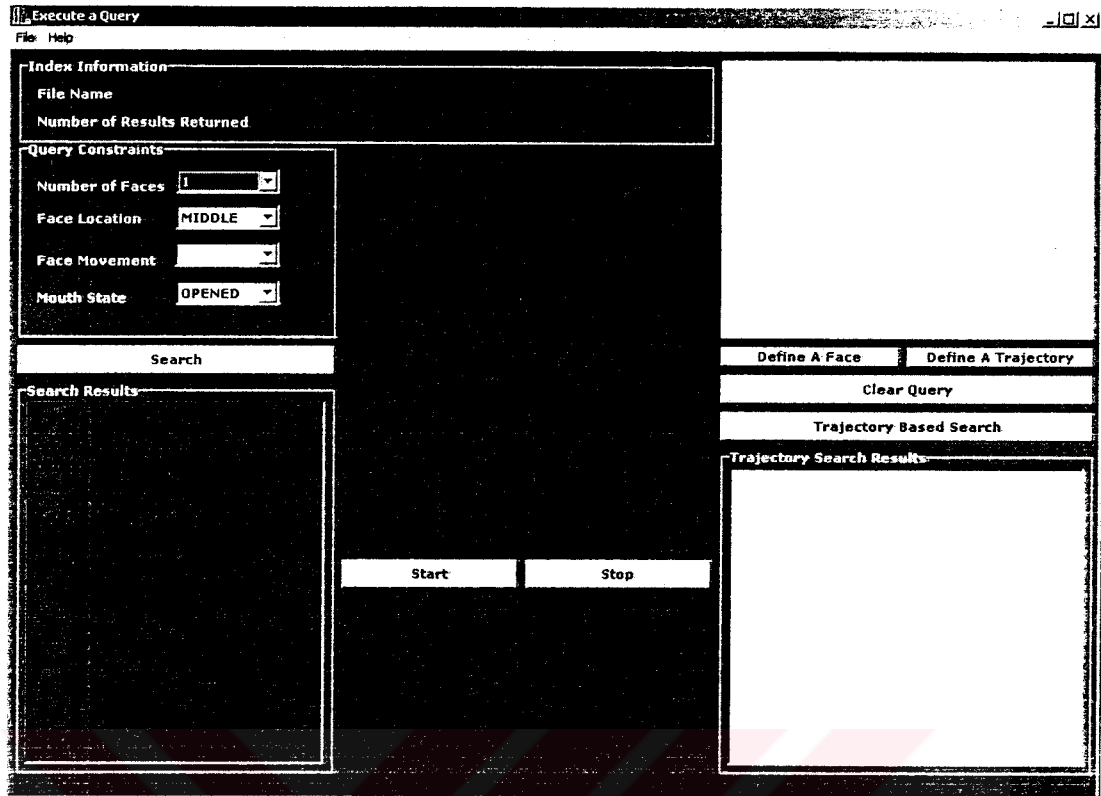 Execute a Query
File Help
Index Information
File Name
Number of Results Returned
Query Constraints
Number of Faces 1
Face Location MIDDLE
Face Movement
Mouth State OPENED
Search
Search Results
Start Stop
Define A Face Define A Trajectory
Clear Query
Trajectory Based Search
Trajectory Search Results